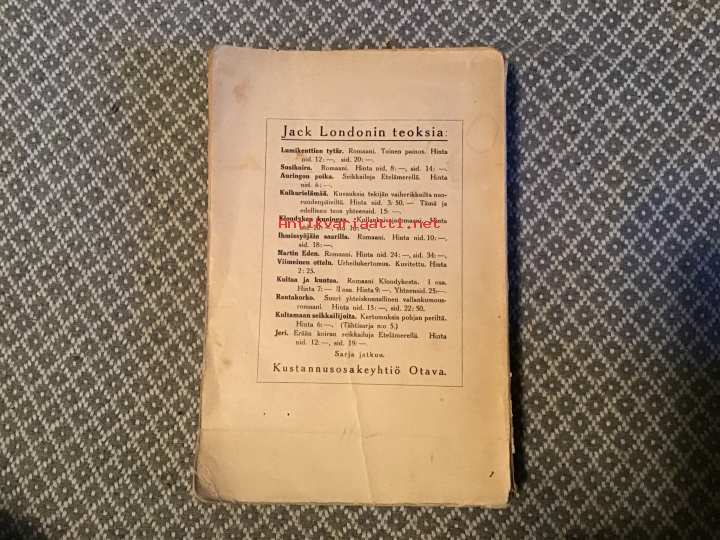 Jack Londonin teoksia:
Lumikenttien tytär. Romaani. Toinen painos. Hinta
nid. 12: —, sid. 20: —.
Susikoira. Romaani. Hinta nid. 8: —, sid. 14: —.
Auringon poika. Seikkailuja Etelämerellä. Hinta
nid. 6: —.
Kulkurielämää. Kuvauksia tekijän vaiherikkailta nuo-
ruudenpäiviltä. Hinta nid. 3: 50. — Tämä ja
edellinen teos yhteensid. 15: —.
Klondyken kuningas. Hinta
Antikvariaatti.net
Ihmissyöjäin saarilla. Romaani. Hinta nid. 10: —,
sid. 18: —.
Martin Eden. Romaani. Hinta nid. 24: —, sid. 34: —.
Viimeinen ottelu. Urheilukertomus. Kuvitettu. Hinta
2: 25.
Kultaa ja kuntoa. Romaani Klondykesta. I osa.
Hinta 7: — II osa. Hinta 9: —. Yhteensid. 25: —
Rautakorko. Suuri yhteiskunnallinen vallankumous-
romaani. Hinta nid. 15: —, sid. 22: 50.
Kultamaan seikkailijoita. Kertomuksia pohjan periltä.
Hinta 6: —. (Tähtisarja n:o 5.)
Jeri. Erään koiran seikkailuja Etelämerellä. Hinta
nid. 12: —, sid. 19: —
Sarja jatkuu.
Kustannusosakeyhtiö Otava.